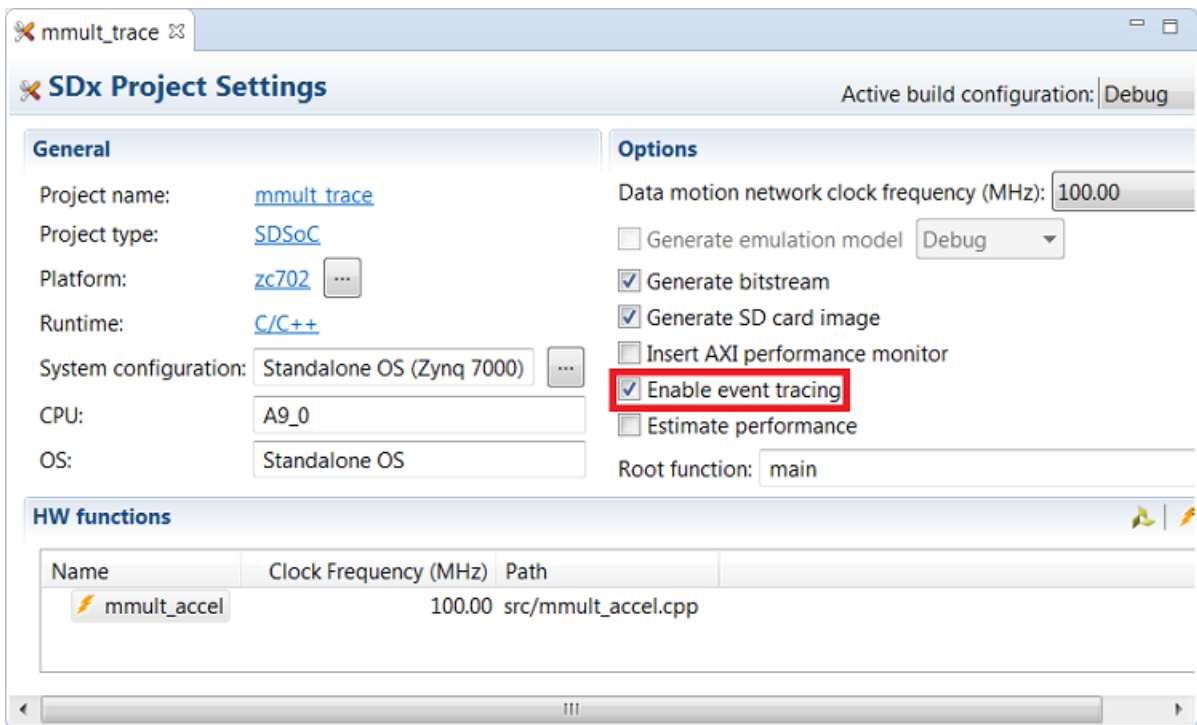 mmult_trace
SDx Project Settings
Active build configuration: Debug
General
Project name: mmult_trace
Project type: SDSoC
Platform: zc702 ...
Runtime: C/C++
System configuration: Standalone OS (Zynq 7000) ...
CPU: A9_0
OS: Standalone OS
Options
Data motion network clock frequency (MHz): 100.00
Generate emulation model Debug
Generate bitstream
Generate SD card image
Insert AXI performance monitor
Enable event tracing
Estimate performance
Root function: main
HW functions
Name Clock Frequency (MHz) Path
mmult_accel 100.00 src/mmult_accel.cpp